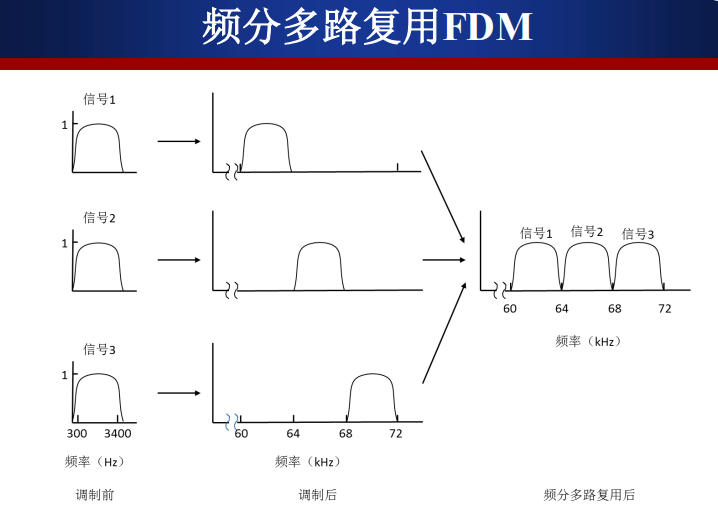 频分多路复用FDM
信号1
1
信号2
1
信号3
1
300 3400
频率（Hz）
调制前
60 64 68 72
频率（kHz）
调制后
信号1 信号2 信号3
60 64 68 72
频率（kHz）
频分多路复用后